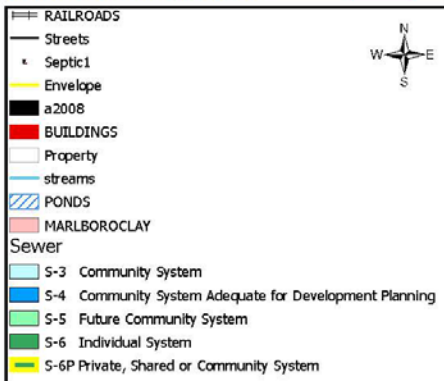 RAILROADS
Streets
Septic1
Envelope
a2008
BUILDINGS
Property
streams
PONDS
MARLBOROCLAY
Sewer
S-3 Community System
S-4 Community System Adequate for Development Planning
S-5 Future Community System
S-6 Individual System
S-6P Private, Shared or Community System
N
W E
S